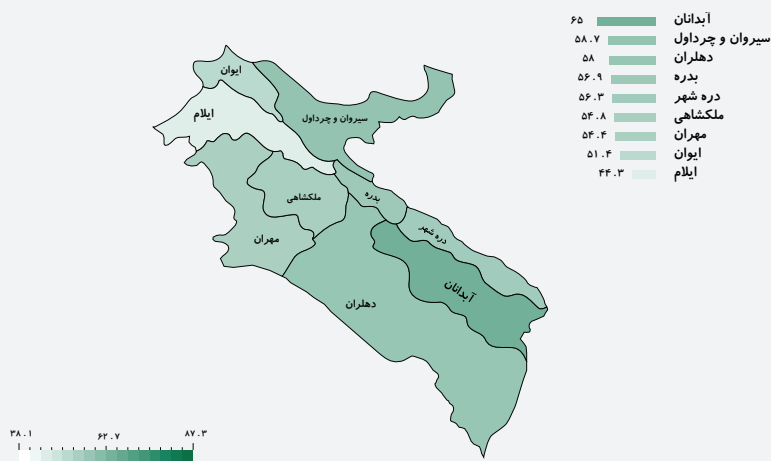 آبدانان ۶۵
سیروان و چرداول ۵۸.۷
دهلران ۵۸
بدره ۵۶.۹
دره شهر ۵۶.۳
ملکشاهی ۵۴.۸
مهران ۵۴.۴
ایوان ۵۱.۴
ایلام ۴۴.۳
ایوان
ایلام
سیروان و چرداول
ملکشاهی
بدره
دره شهر
مهران
آبدانان
دهلران
۳۸.۱ ۶۲.۷ ۸۷.۳